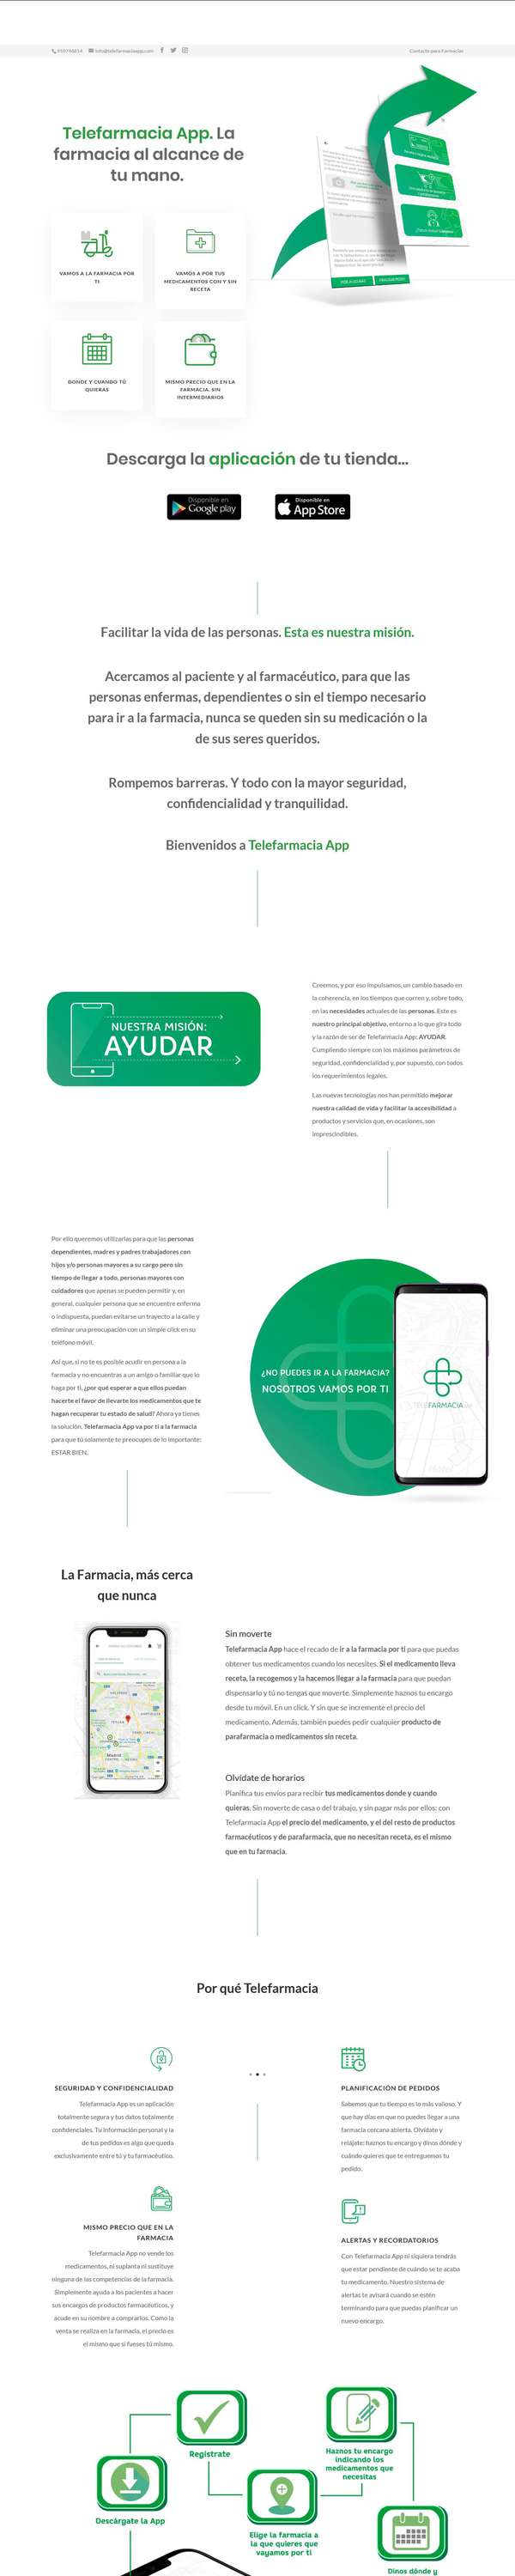 info@telefarmaciaapp.com
Contacto para Farmacias
Telefarmacia App. La
farmacia al alcance de
tu mano.
VAMOS A LA FARMACIA POR
TI
VAMOS A POR TUS
MEDICAMENTOS CON Y SIN
RECETA
DONDE Y CUANDO TÚ
QUIERAS
MISMO PRECIO QUE EN LA
FARMACIA, SIN
INTERMEDIARIOS
Descarga la aplicación de tu tienda...
Disponible en
Google play
Disponible en
App Store
Facilitar la vida de las personas. Esta es nuestra misión.
Acercamos al paciente y al farmacéutico, para que las
personas enfermas, dependientes o sin el tiempo necesario
para ir a la farmacia, nunca se queden sin su medicación o la
de sus seres queridos.
Rompemos barreras. Y todo con la mayor seguridad,
confidencialidad y tranquilidad.
Bienvenidos a Telefarmacia App
NUESTRA MISIÓN:
AYUDAR
Creemos, y por eso impulsamos, un cambio basado en
la coherencia, en los tiempos que corren y, sobre todo,
en las necesidades actuales de las personas. Este es
nuestro principal objetivo, entorno a lo que gira todo
y la razón de ser de Telefarmacia App: AYUDAR.
Cumpliendo siempre con los máximos parámetros de
seguridad, confidencialidad y, por supuesto, con todos
los requerimientos legales.
Las nuevas tecnologías nos han permitido mejorar
nuestra calidad de vida y facilitar la accesibilidad a
productos y servicios que, en ocasiones, son
imprescindibles.
Por ello queremos utilizarlas para que las personas
dependientes, madres y padres trabajadores con
hijos y/o personas mayores a su cargo pero sin
tiempo de llegar a todo, personas mayores con
cuidadores que apenas se pueden permitir y, en
general, cualquier persona que se encuentre enferma
o indispuesta, puedan evitarse un trayecto a la calle y
eliminar una preocupación con un simple click en su
teléfono móvil.
Así que, si no te es posible acudir en persona a la
farmacia y no encuentras a un amigo o familiar que lo
haga por ti, ¿por qué esperar a que ellos puedan
hacerte el favor de llevarte los medicamentos que te
hagan recuperar tu estado de salud? Ahora ya tienes
la solución. Telefarmacia App va por ti a la farmacia
para que tú solamente te preocupes de lo importante:
ESTAR BIEN.
¿NO PUEDES IR A LA FARMACIA?
NOSOTROS VAMOS POR TI
TELEFARMACIA
La Farmacia, más cerca
que nunca
Madrid
Sin moverte
Telefarmacia App hace el recado de ir a la farmacia por ti para que puedas
obtener tus medicamentos cuando los necesites. Si el medicamento lleva
receta, la recogemos y la hacemos llegar a la farmacia para que puedan
dispensarlo y tú no tengas que moverte. Simplemente haznos tu encargo
desde tu móvil. En un click. Y sin que se incremente el precio del
medicamento. Además, también puedes pedir cualquier producto de
parafarmacia o medicamentos sin receta.
Olvídate de horarios
Planifica tus envíos para recibir tus medicamentos donde y cuando
quieras. Sin moverte de casa o del trabajo, y sin pagar más por ellos: con
Telefarmacia App el precio del medicamento, y el del resto de productos
farmacéuticos y de parafarmacia, que no necesitan receta, es el mismo
que en tu farmacia.
Por qué Telefarmacia
SEGURIDAD Y CONFIDENCIALIDAD
Telefarmacia App es un aplicación
totalmente segura y tus datos totalmente
confidenciales. Tu información personal y la
de tus pedidos es algo que queda
exclusivamente entre tú y tu farmacéutico.
PLANIFICACIÓN DE PEDIDOS
Sabemos que tu tiempo es lo más valioso. Y
que hay días en que no puedes llegar a una
farmacia cercana abierta. Olvídate y
relájate: haznos tu encargo y dinos dónde y
cuándo quieres que te entreguemos tu
pedido.
MISMO PRECIO QUE EN LA
FARMACIA
Telefarmacia App no vende los
medicamentos, ni suplanta ni sustituye
ninguna de las competencias de la farmacia.
Simplemente ayuda a los pacientes a hacer
sus encargos de productos farmacéuticos, y
acude en su nombre a comprarlos. Como la
venta se realiza en la farmacia, el precio es
el mismo que si fueses tú mismo.
ALERTAS Y RECORDATORIOS
Con Telefarmacia App ni siquiera tendrás
que estar pendiente de cuándo se te acaba
tu medicamento. Nuestro sistema de
alertas te avisará cuando se estén
terminando para que puedas planificar un
nuevo encargo.
Regístrate
Haznos tu encargo
indicando los
medicamentos que
necesitas
Descárgate la App
Elige la farmacia a
la que quieres que
vayamos por ti
Dinos dónde y